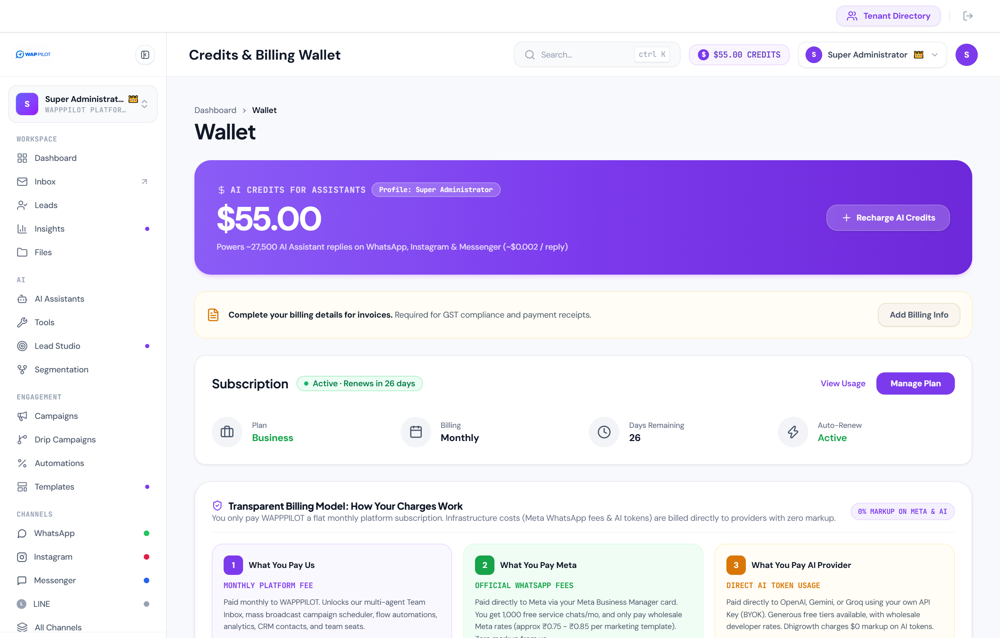 Tenant Directory
WAP PILOT
Credits & Billing Wallet
Search...
ctrl K
$ $55.00 CREDITS
S
Super Administrator
S
S
Super Administrat...
WAPPPILOT PLATFOR...
WORKSPACE
Dashboard
Inbox
Leads
Insights
Files
AI
AI Assistants
Tools
Lead Studio
Segmentation
ENGAGEMENT
Campaigns
Drip Campaigns
Automations
Templates
CHANNELS
WhatsApp
Instagram
Messenger
L LINE
All Channels
Dashboard > Wallet
Wallet
$ AI CREDITS FOR ASSISTANTS
Profile: Super Administrator
$55.00
Powers ~27,500 AI Assistant replies on WhatsApp, Instagram & Messenger (~$0.002 / reply)
+ Recharge AI Credits
Complete your billing details for invoices. Required for GST compliance and payment receipts.
Add Billing Info
Subscription
Active · Renews in 26 days
View Usage
Manage Plan
Plan
Business
Billing
Monthly
Days Remaining
26
Auto-Renew
Active
Transparent Billing Model: How Your Charges Work
You only pay WAPPPILOT a flat monthly platform subscription. Infrastructure costs (Meta WhatsApp fees & AI tokens) are billed directly to providers with zero markup.
0% MARKUP ON META & AI
1 What You Pay Us
MONTHLY PLATFORM FEE
Paid monthly to WAPPPILOT. Unlocks our multi-agent Team
Inbox, mass broadcast campaign scheduler, flow automations,
analytics, CRM contacts, and team seats.
2 What You Pay Meta
OFFICIAL WHATSAPP FEES
Paid directly to Meta via your Meta Business Manager card.
You get 1,000 free service chats/mo, and only pay wholesale
Meta rates (approx ₹0.75 - ₹0.85 per marketing template).
Zero markup from us.
3 What You Pay AI Provider
DIRECT AI TOKEN USAGE
Paid directly to OpenAI, Gemini, or Groq using your own API
Key (BYOK). Generous free tiers available, with wholesale
developer rates. Dhigrowth charges $0 markup on AI tokens.